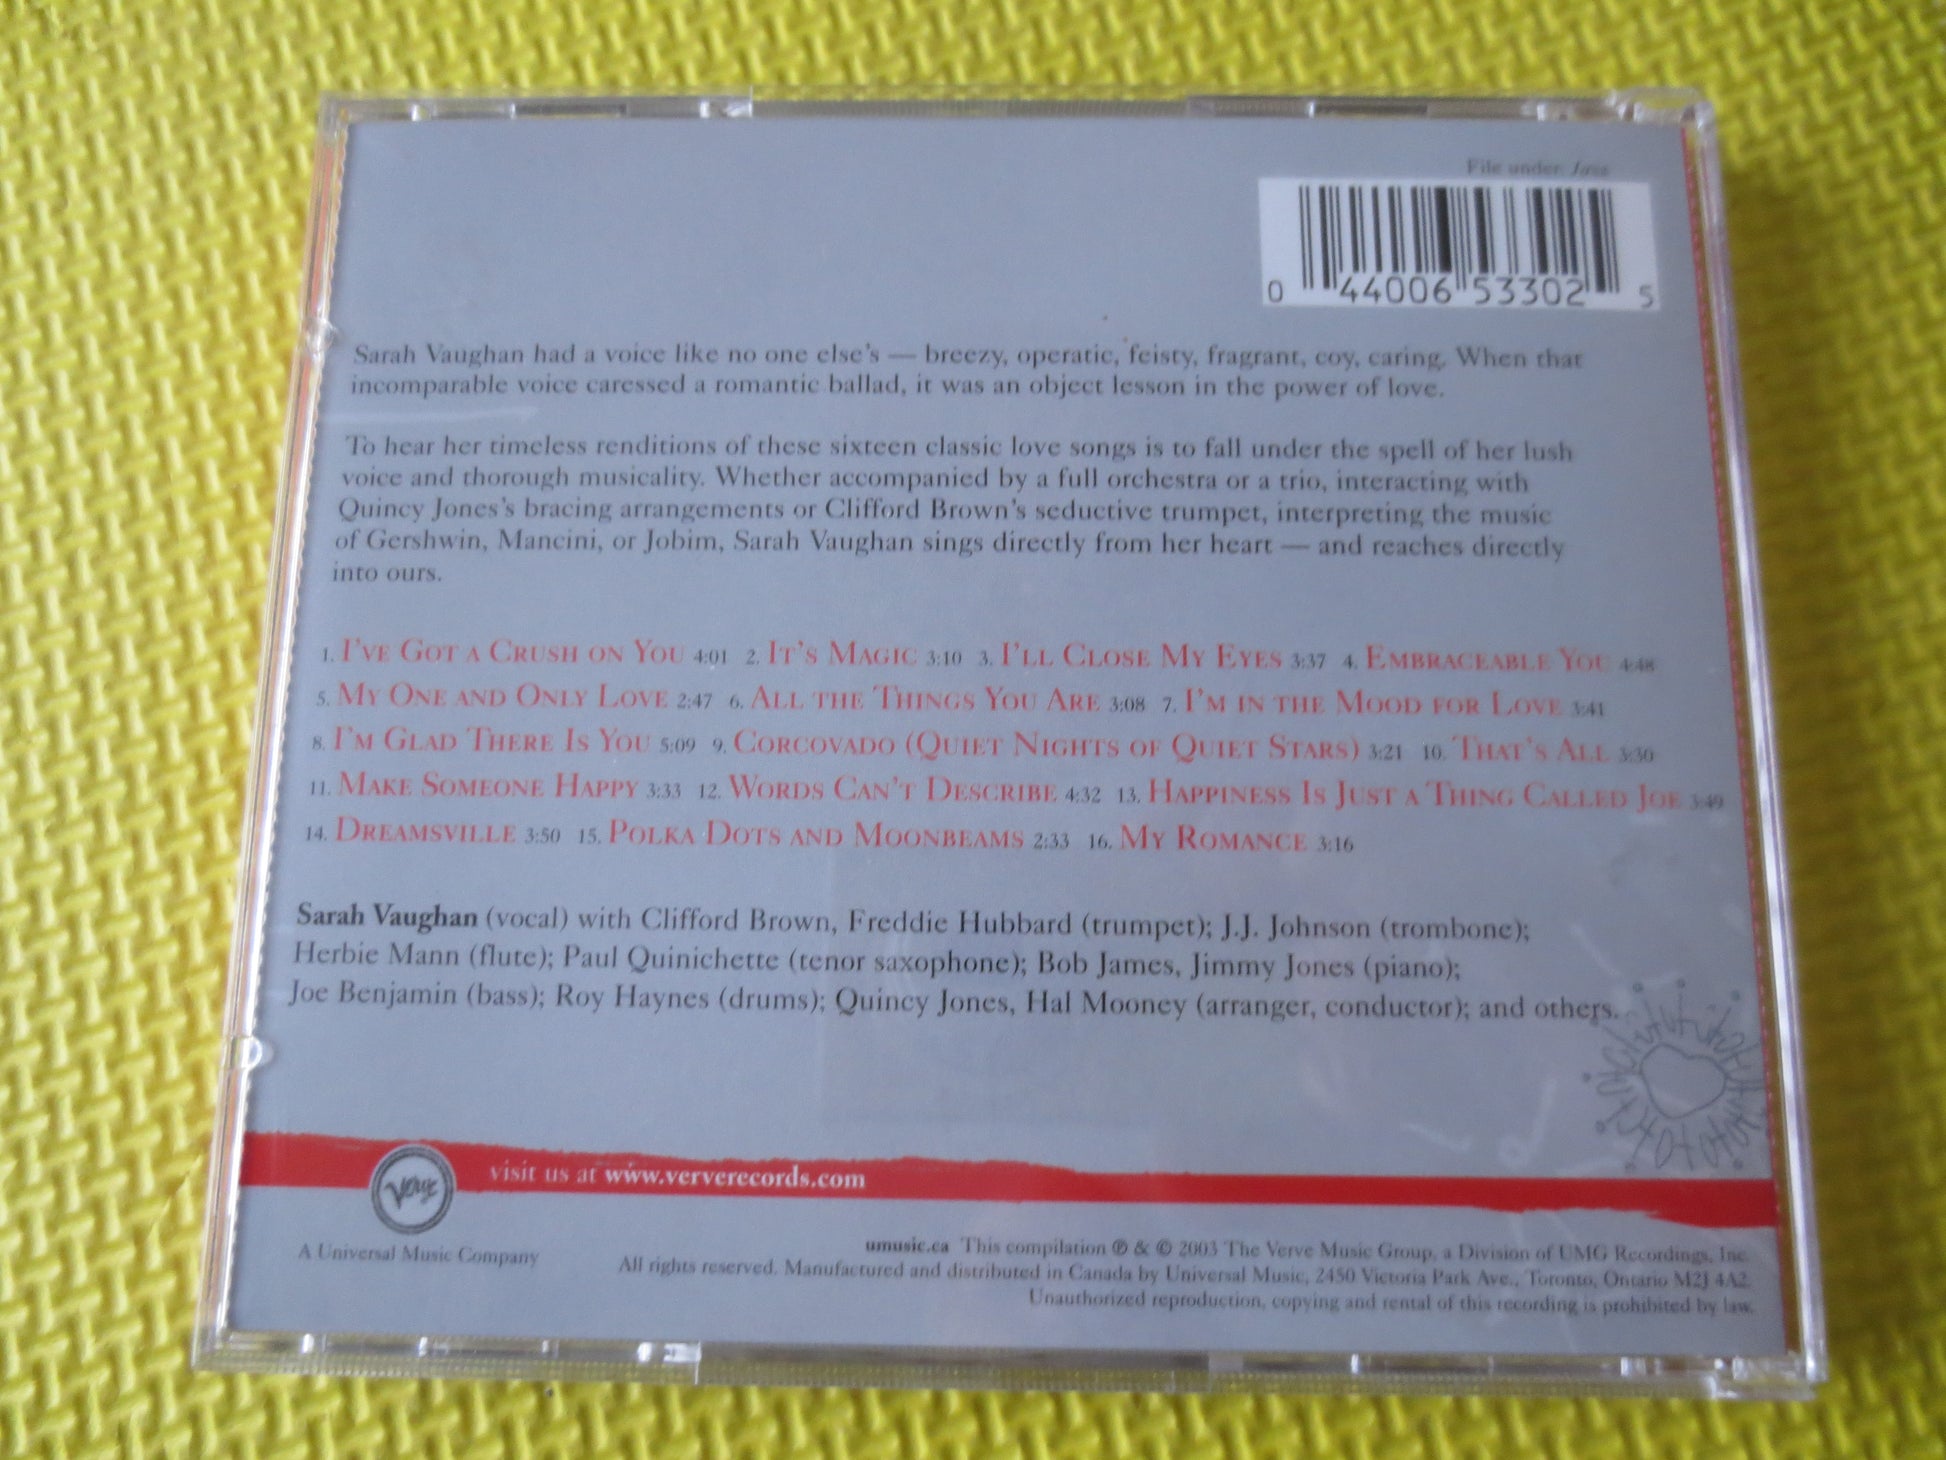 File under: Jazz
0 44006 53302 5
Sarah Vaughan had a voice like no one else's — breezy, operatic, feisty, fragrant, coy, caring. When that
incomparable voice caressed a romantic ballad, it was an object lesson in the power of love.
To hear her timeless renditions of these sixteen classic love songs is to fall under the spell of her lush
voice and thorough musicality. Whether accompanied by a full orchestra or a trio, interacting with
Quincy Jones's bracing arrangements or Clifford Brown's seductive trumpet, interpreting the music
of Gershwin, Mancini, or Jobim, Sarah Vaughan sings directly from her heart — and reaches directly
into ours.
1. I'VE GOT A CRUSH ON YOU 4:01 2. IT'S MAGIC 3:10 3. I'LL CLOSE MY EYES 3:37 4. EMBRACEABLE YOU 4:48
5. MY ONE AND ONLY LOVE 2:47 6. ALL THE THINGS YOU ARE 3:08 7. I'M IN THE MOOD FOR LOVE 3:41
8. I'M GLAD THERE IS YOU 5:09 9. CORCOVADO (QUIET NIGHTS OF QUIET STARS) 3:21 10. THAT'S ALL 3:30
11. MAKE SOMEONE HAPPY 3:33 12. WORDS CAN'T DESCRIBE 4:32 13. HAPPINESS IS JUST A THING CALLED JOE 3:49
14. DREAMSVILLE 3:50 15. POLKA DOTS AND MOONBEAMS 2:33 16. MY ROMANCE 3:16
Sarah Vaughan (vocal) with Clifford Brown, Freddie Hubbard (trumpet); J.J. Johnson (trombone);
Herbie Mann (flute); Paul Quinichette (tenor saxophone); Bob James, Jimmy Jones (piano);
Joe Benjamin (bass); Roy Haynes (drums); Quincy Jones, Hal Mooney (arranger, conductor); and others.
Verve
visit us at www.ververecords.com
A Universal Music Company
umusic.ca This compilation ℗ & © 2003 The Verve Music Group, a Division of UMG Recordings, Inc.
All rights reserved. Manufactured and distributed in Canada by Universal Music, 2450 Victoria Park Ave., Toronto, Ontario M2J 4A2.
Unauthorized reproduction, copying and rental of this recording is prohibited by law.